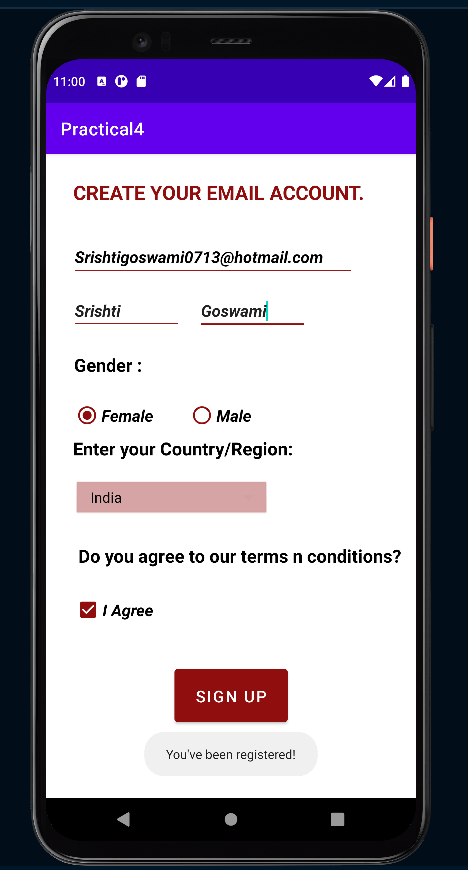 11:00
Practical4
CREATE YOUR EMAIL ACCOUNT.
Srishtigoswami0713@hotmail.com
Srishti Goswami
Gender :
Female Male
Enter your Country/Region:
India
Do you agree to our terms n conditions?
I Agree
SIGN UP
You've been registered!